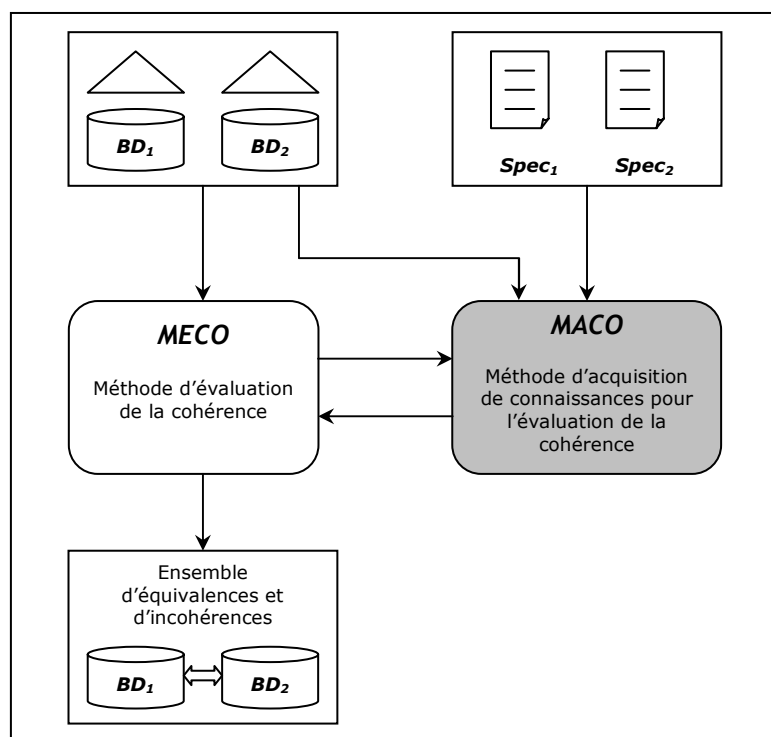 BD₁ BD₂
Spec₁ Spec₂
MECO
Méthode d'évaluation
de la cohérence
MACO
Méthode d'acquisition
de connaissances pour
l'évaluation de la
cohérence
Ensemble
d'équivalences et
d'incohérences
BD₁ BD₂